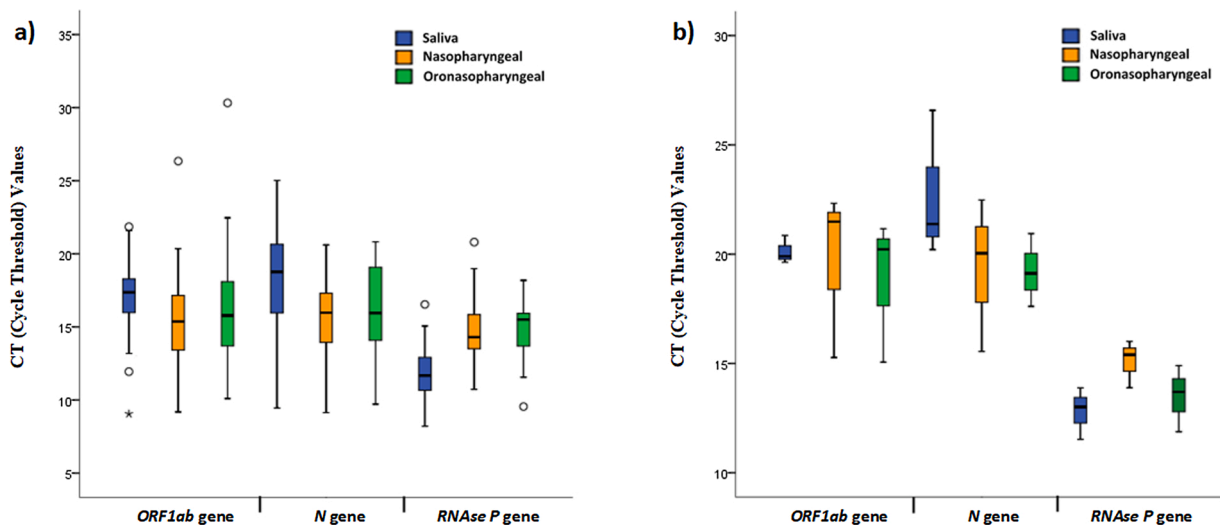 a)
Saliva
Nasopharyngeal
Oronasopharyngeal
CT (Cycle Threshold) Values
35
30
25
20
15
10
5
ORF1ab gene
N gene
RNAse P gene
b)
Saliva
Nasopharyngeal
Oronasopharyngeal
CT (Cycle Threshold) Values
30
25
20
15
10
ORF1ab gene
N gene
RNAse P gene